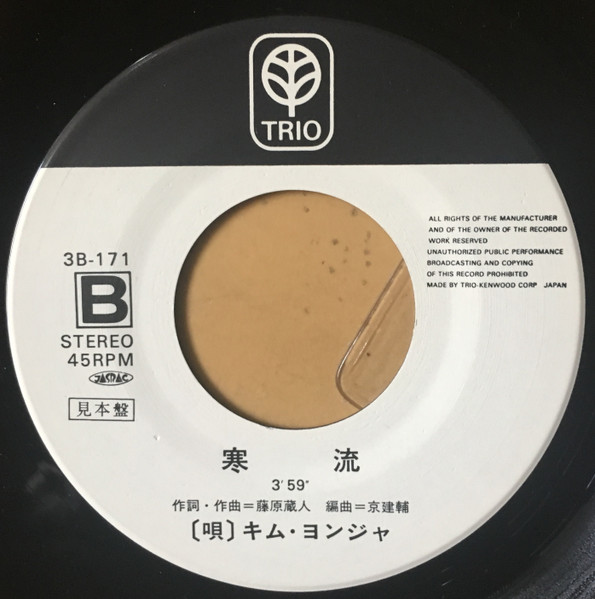 TRIO
ALL RIGHTS OF THE MANUFACTURER
AND OF THE OWNER OF THE RECORDED
WORK RESERVED
UNAUTHORIZED PUBLIC PERFORMANCE
BROADCASTING AND COPYING
OF THIS RECORD PROHIBITED
MADE BY TRIO-KENWOOD CORP JAPAN
3B-171
B
STEREO
45RPM
JASRAC
見本盤
寒 流
3′59″
作詞・作曲=藤原蔵人 編曲=京建輔
〔唄〕キム・ヨンジャ